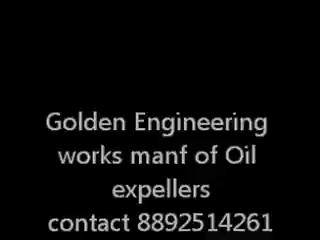 Golden Engineering
works manf of Oil
expellers
contact 8892514261